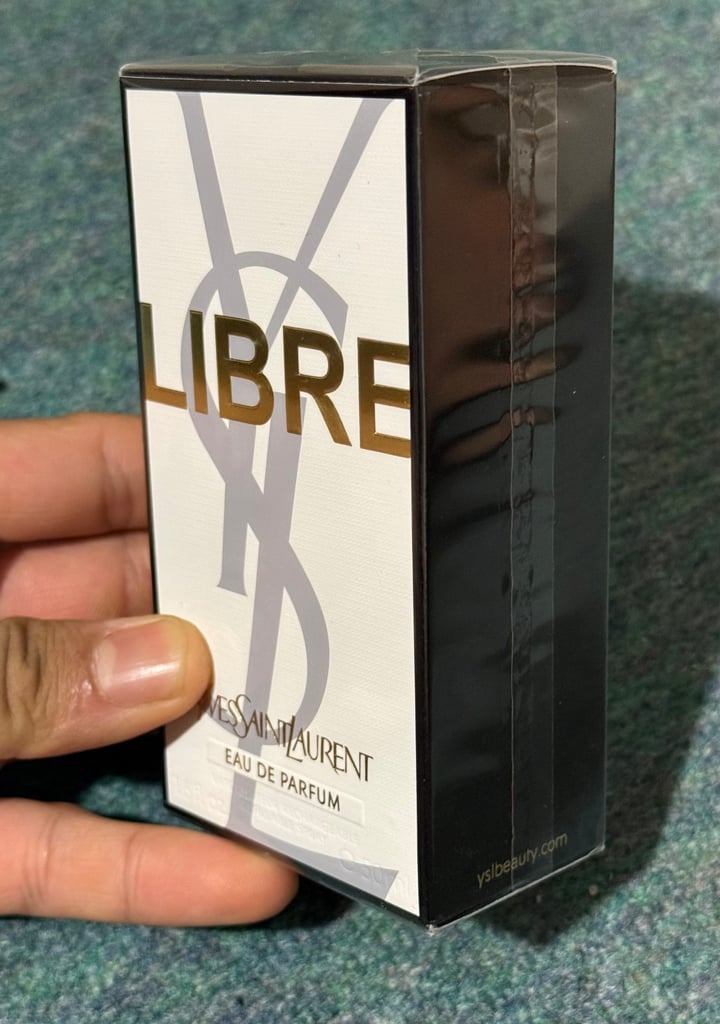 LIBRE
YVESSAINTLAURENT
EAU DE PARFUM
yslbeauty.com